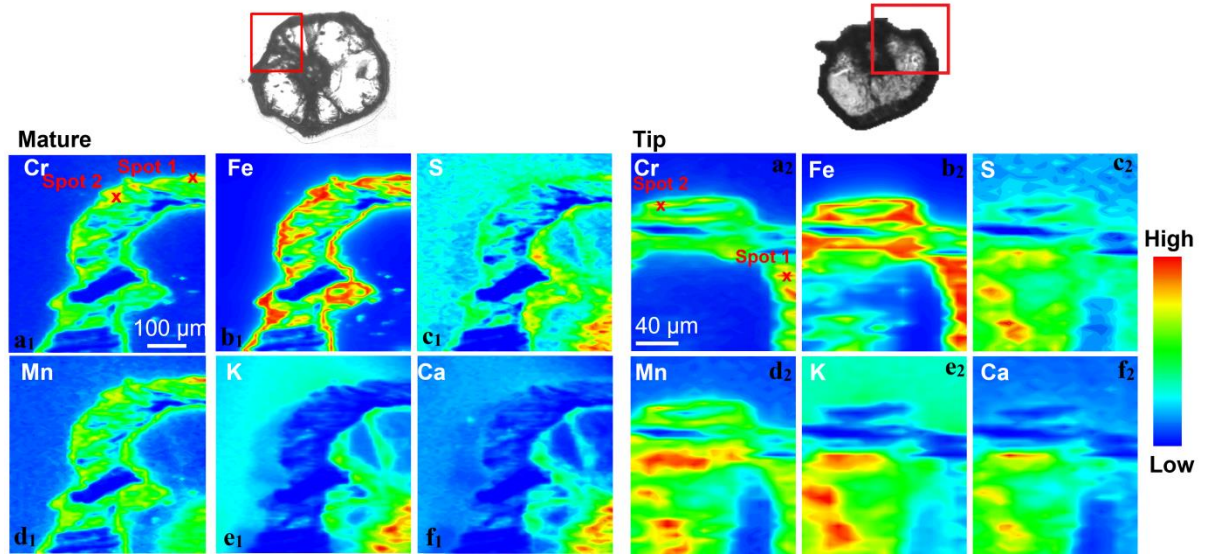 Mature
Tip
Cr
Spot 1
Spot 2
100 µm
a1
Fe
b1
S
c1
Cr
a2
Spot 2
Spot 1
40 µm
Fe
b2
S
c2
High
Low
Mn
d1
K
e1
Ca
f1
Mn
d2
K
e2
Ca
f2